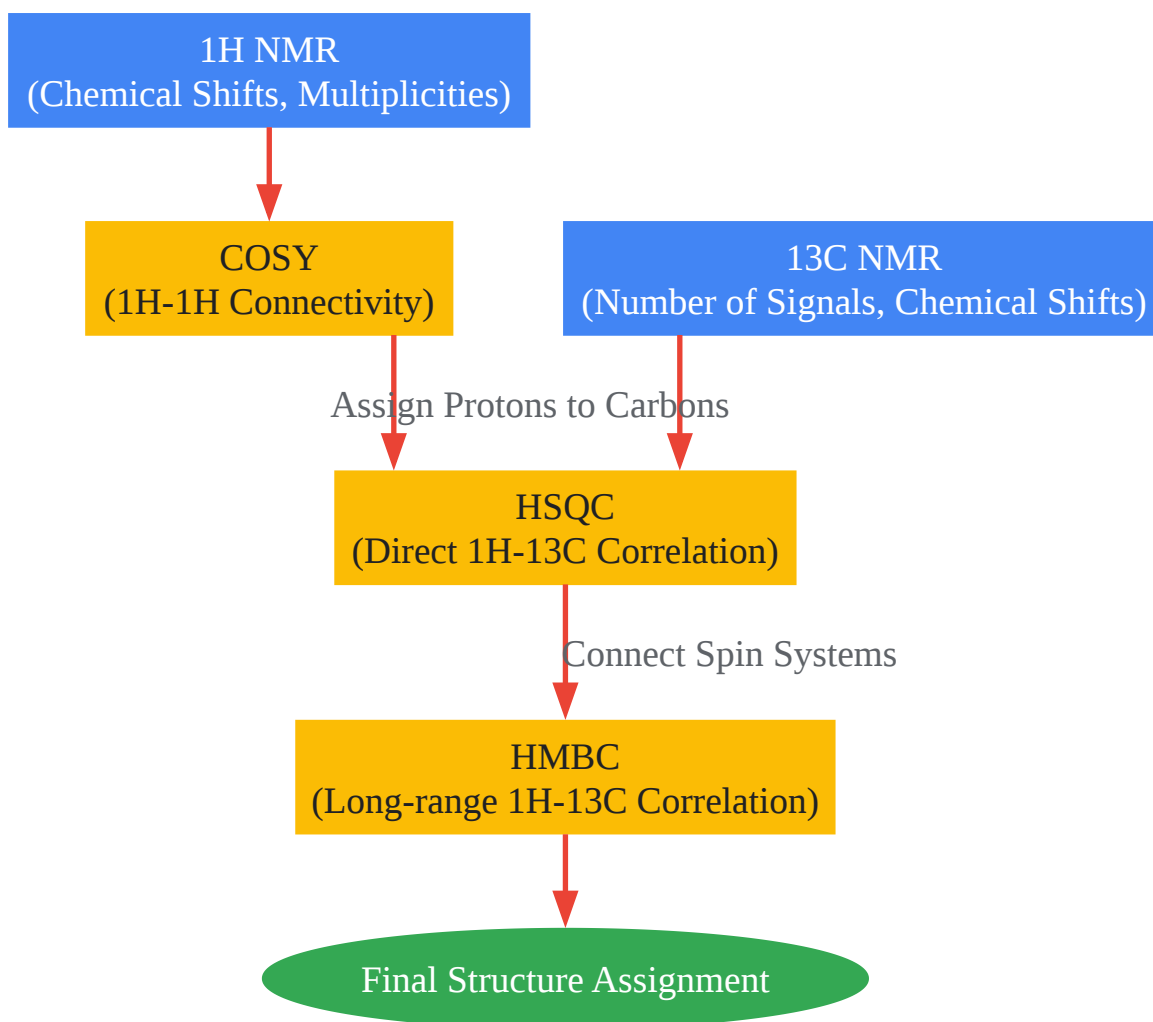 1H NMR
(Chemical Shifts, Multiplicities)
COSY
(1H-1H Connectivity)
13C NMR
(Number of Signals, Chemical Shifts)
Assign Protons to Carbons
HSQC
(Direct 1H-13C Correlation)
Connect Spin Systems
HMBC
(Long-range 1H-13C Correlation)
Final Structure Assignment